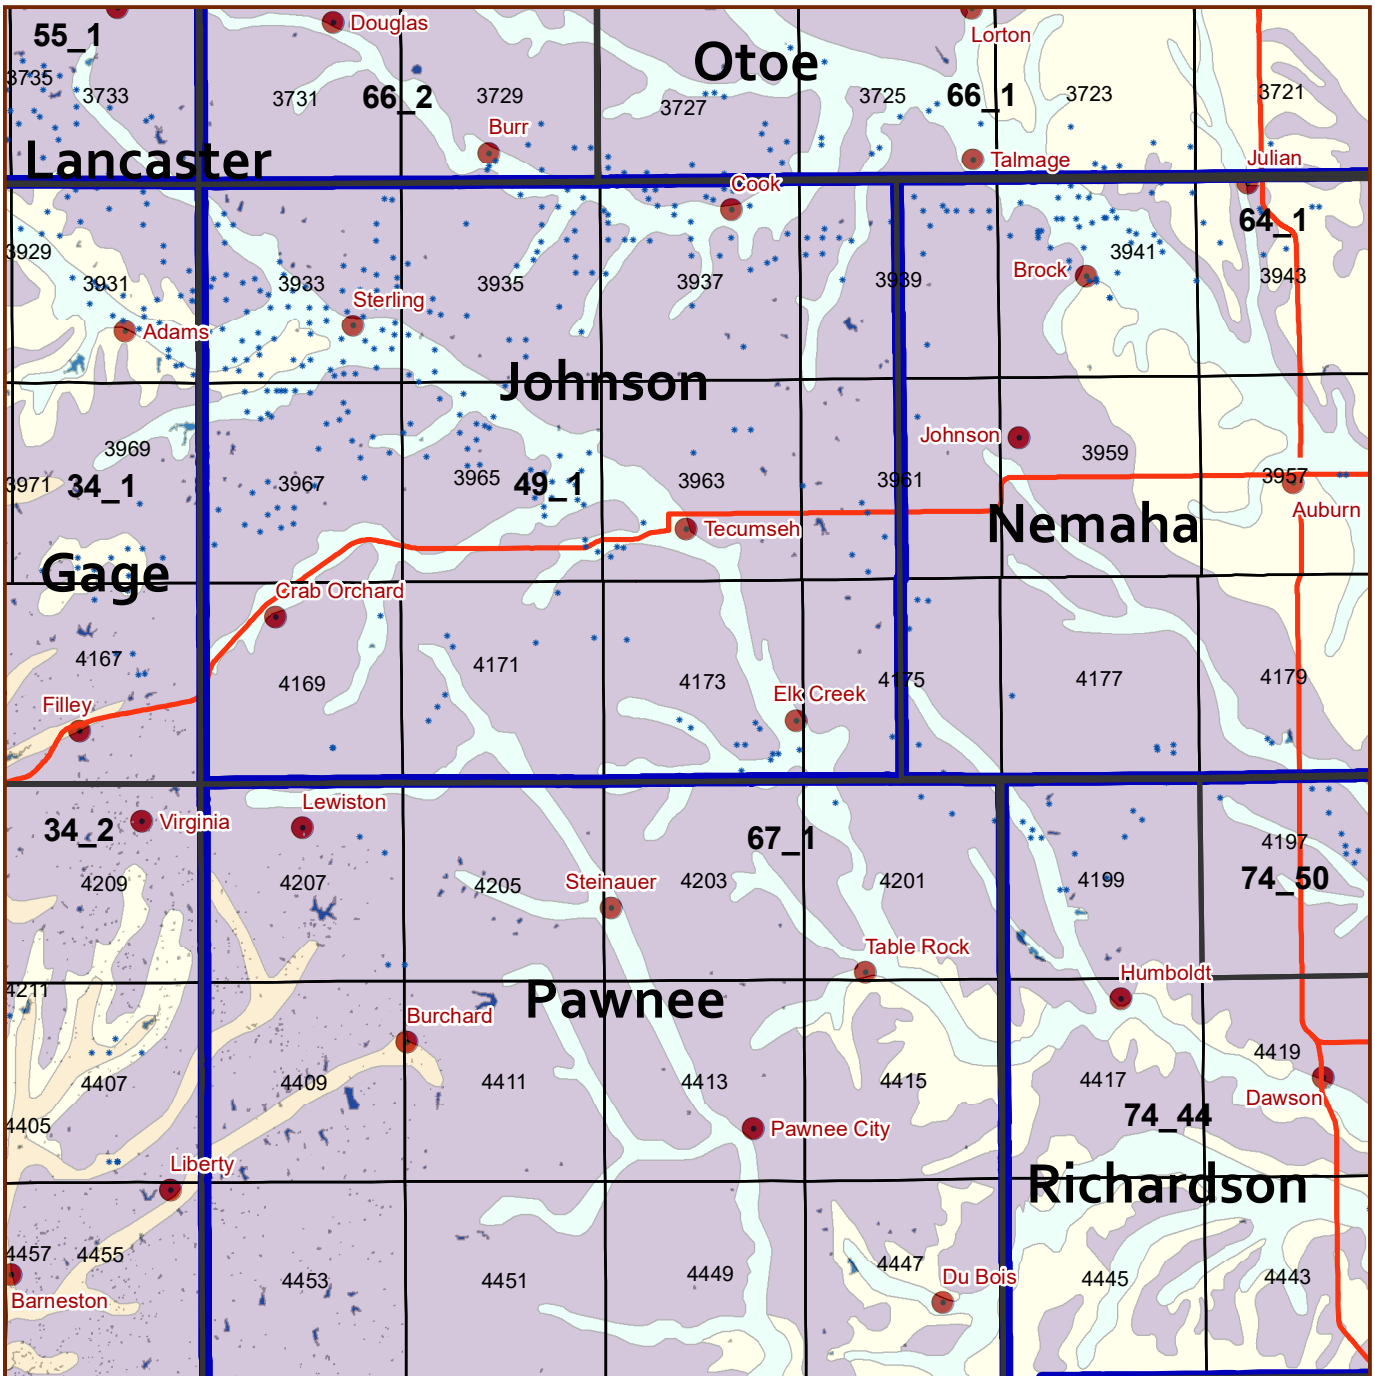 Douglas
Lorton
55_1
Otoe
3735
3733
3731
66_2
3729
3727
3725
66_1
3723
3721
Burr
Lancaster
Talmage
Julian
Cook
64_1
3929
3931
3933
3935
3937
3939
3941
3943
Brock
Sterling
Adams
Johnson
Johnson
3969
3971
34_1
3967
3965
49_1
3963
3961
3959
3957
Auburn
Tecumseh
Nemaha
Gage
Crab Orchard
4167
4169
4171
4173
4175
4177
4179
Filley
Elk Creek
Lewiston
Virginia
34_2
67_1
4197
4209
4207
4205
Steinauer
4203
4201
4199
74_50
Table Rock
Humboldt
4211
Pawnee
Burchard
4419
4407
4409
4411
4413
4415
4417
Dawson
4405
74_44
Pawnee City
Liberty
Richardson
4457
4455
4453
4451
4449
4447
4445
4443
Du Bois
Barneston